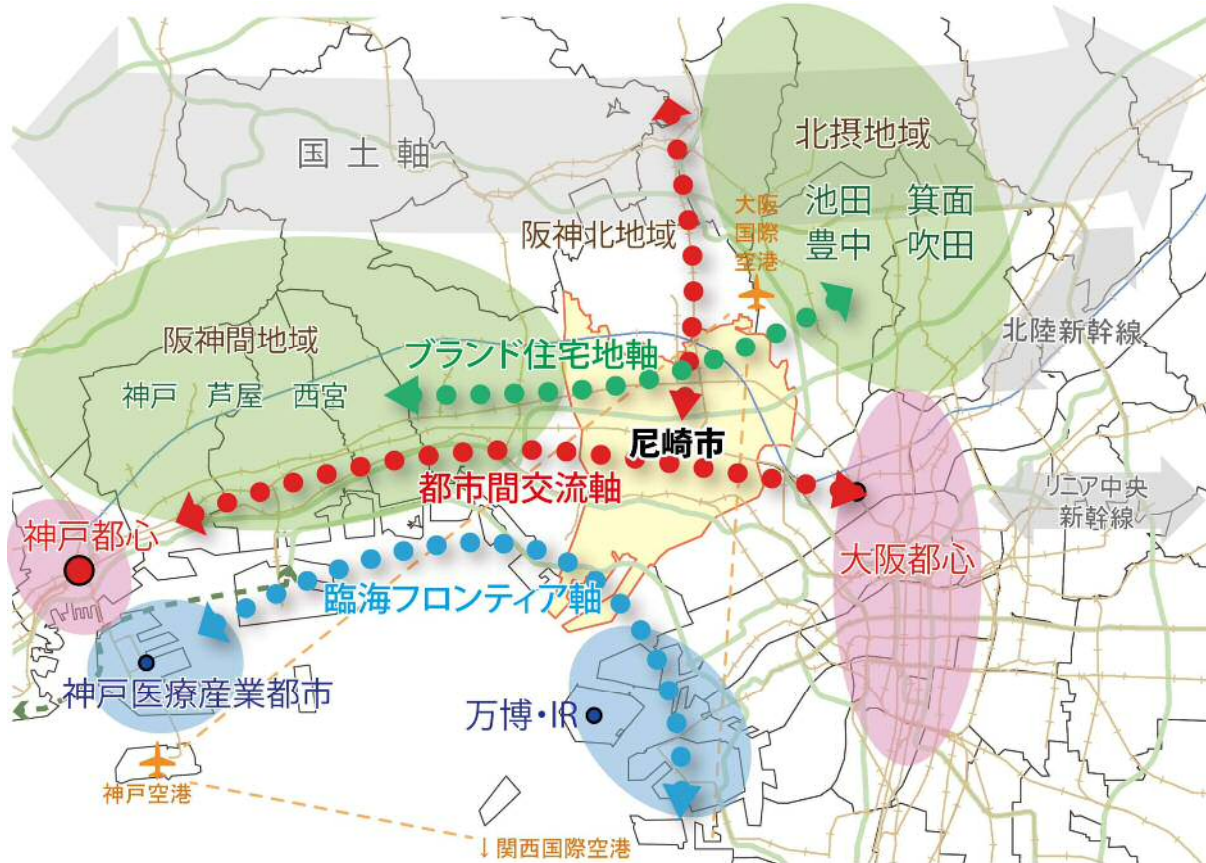 国土軸
北摂地域
池田 箕面
豊中 吹田
大阪
国際
空港
阪神北地域
阪神間地域
神戸 芦屋 西宮
ブランド住宅地軸
北陸新幹線
尼崎市
都市間交流軸
リニア中央
新幹線
神戸都心
大阪都心
臨海フロンティア軸
神戸医療産業都市
万博・IR
神戸空港
↓関西国際空港